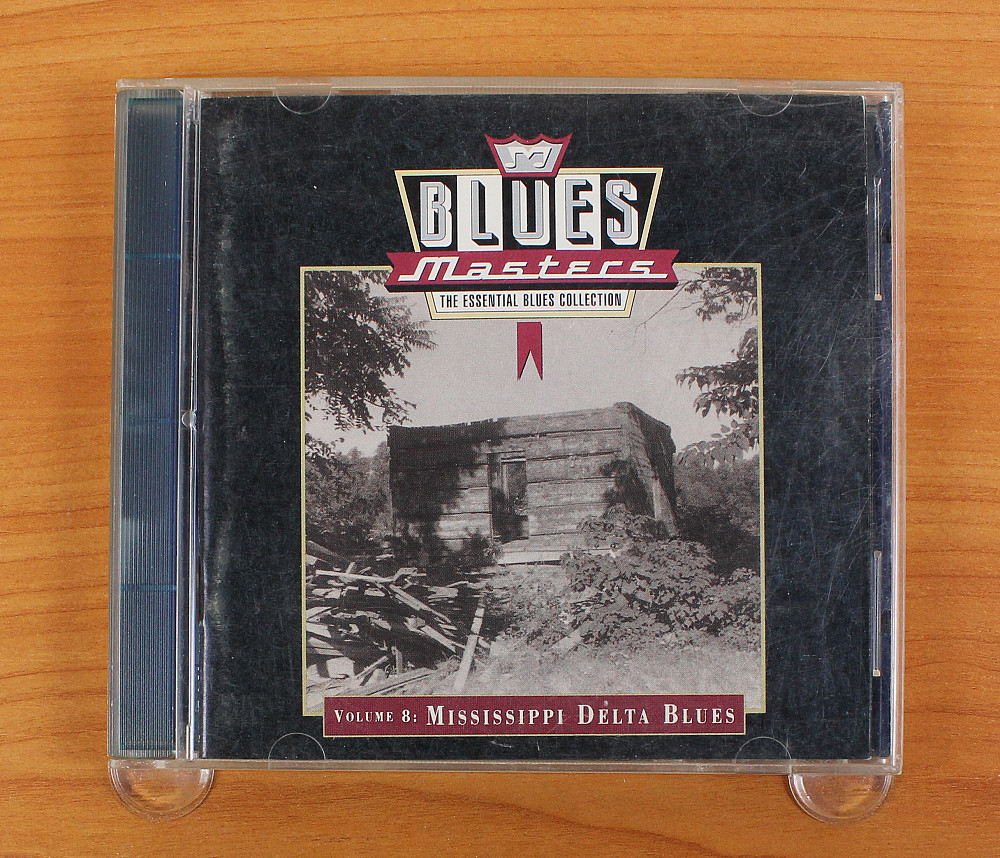 BLUES
Masters
THE ESSENTIAL BLUES COLLECTION
VOLUME 8: MISSISSIPPI DELTA BLUES